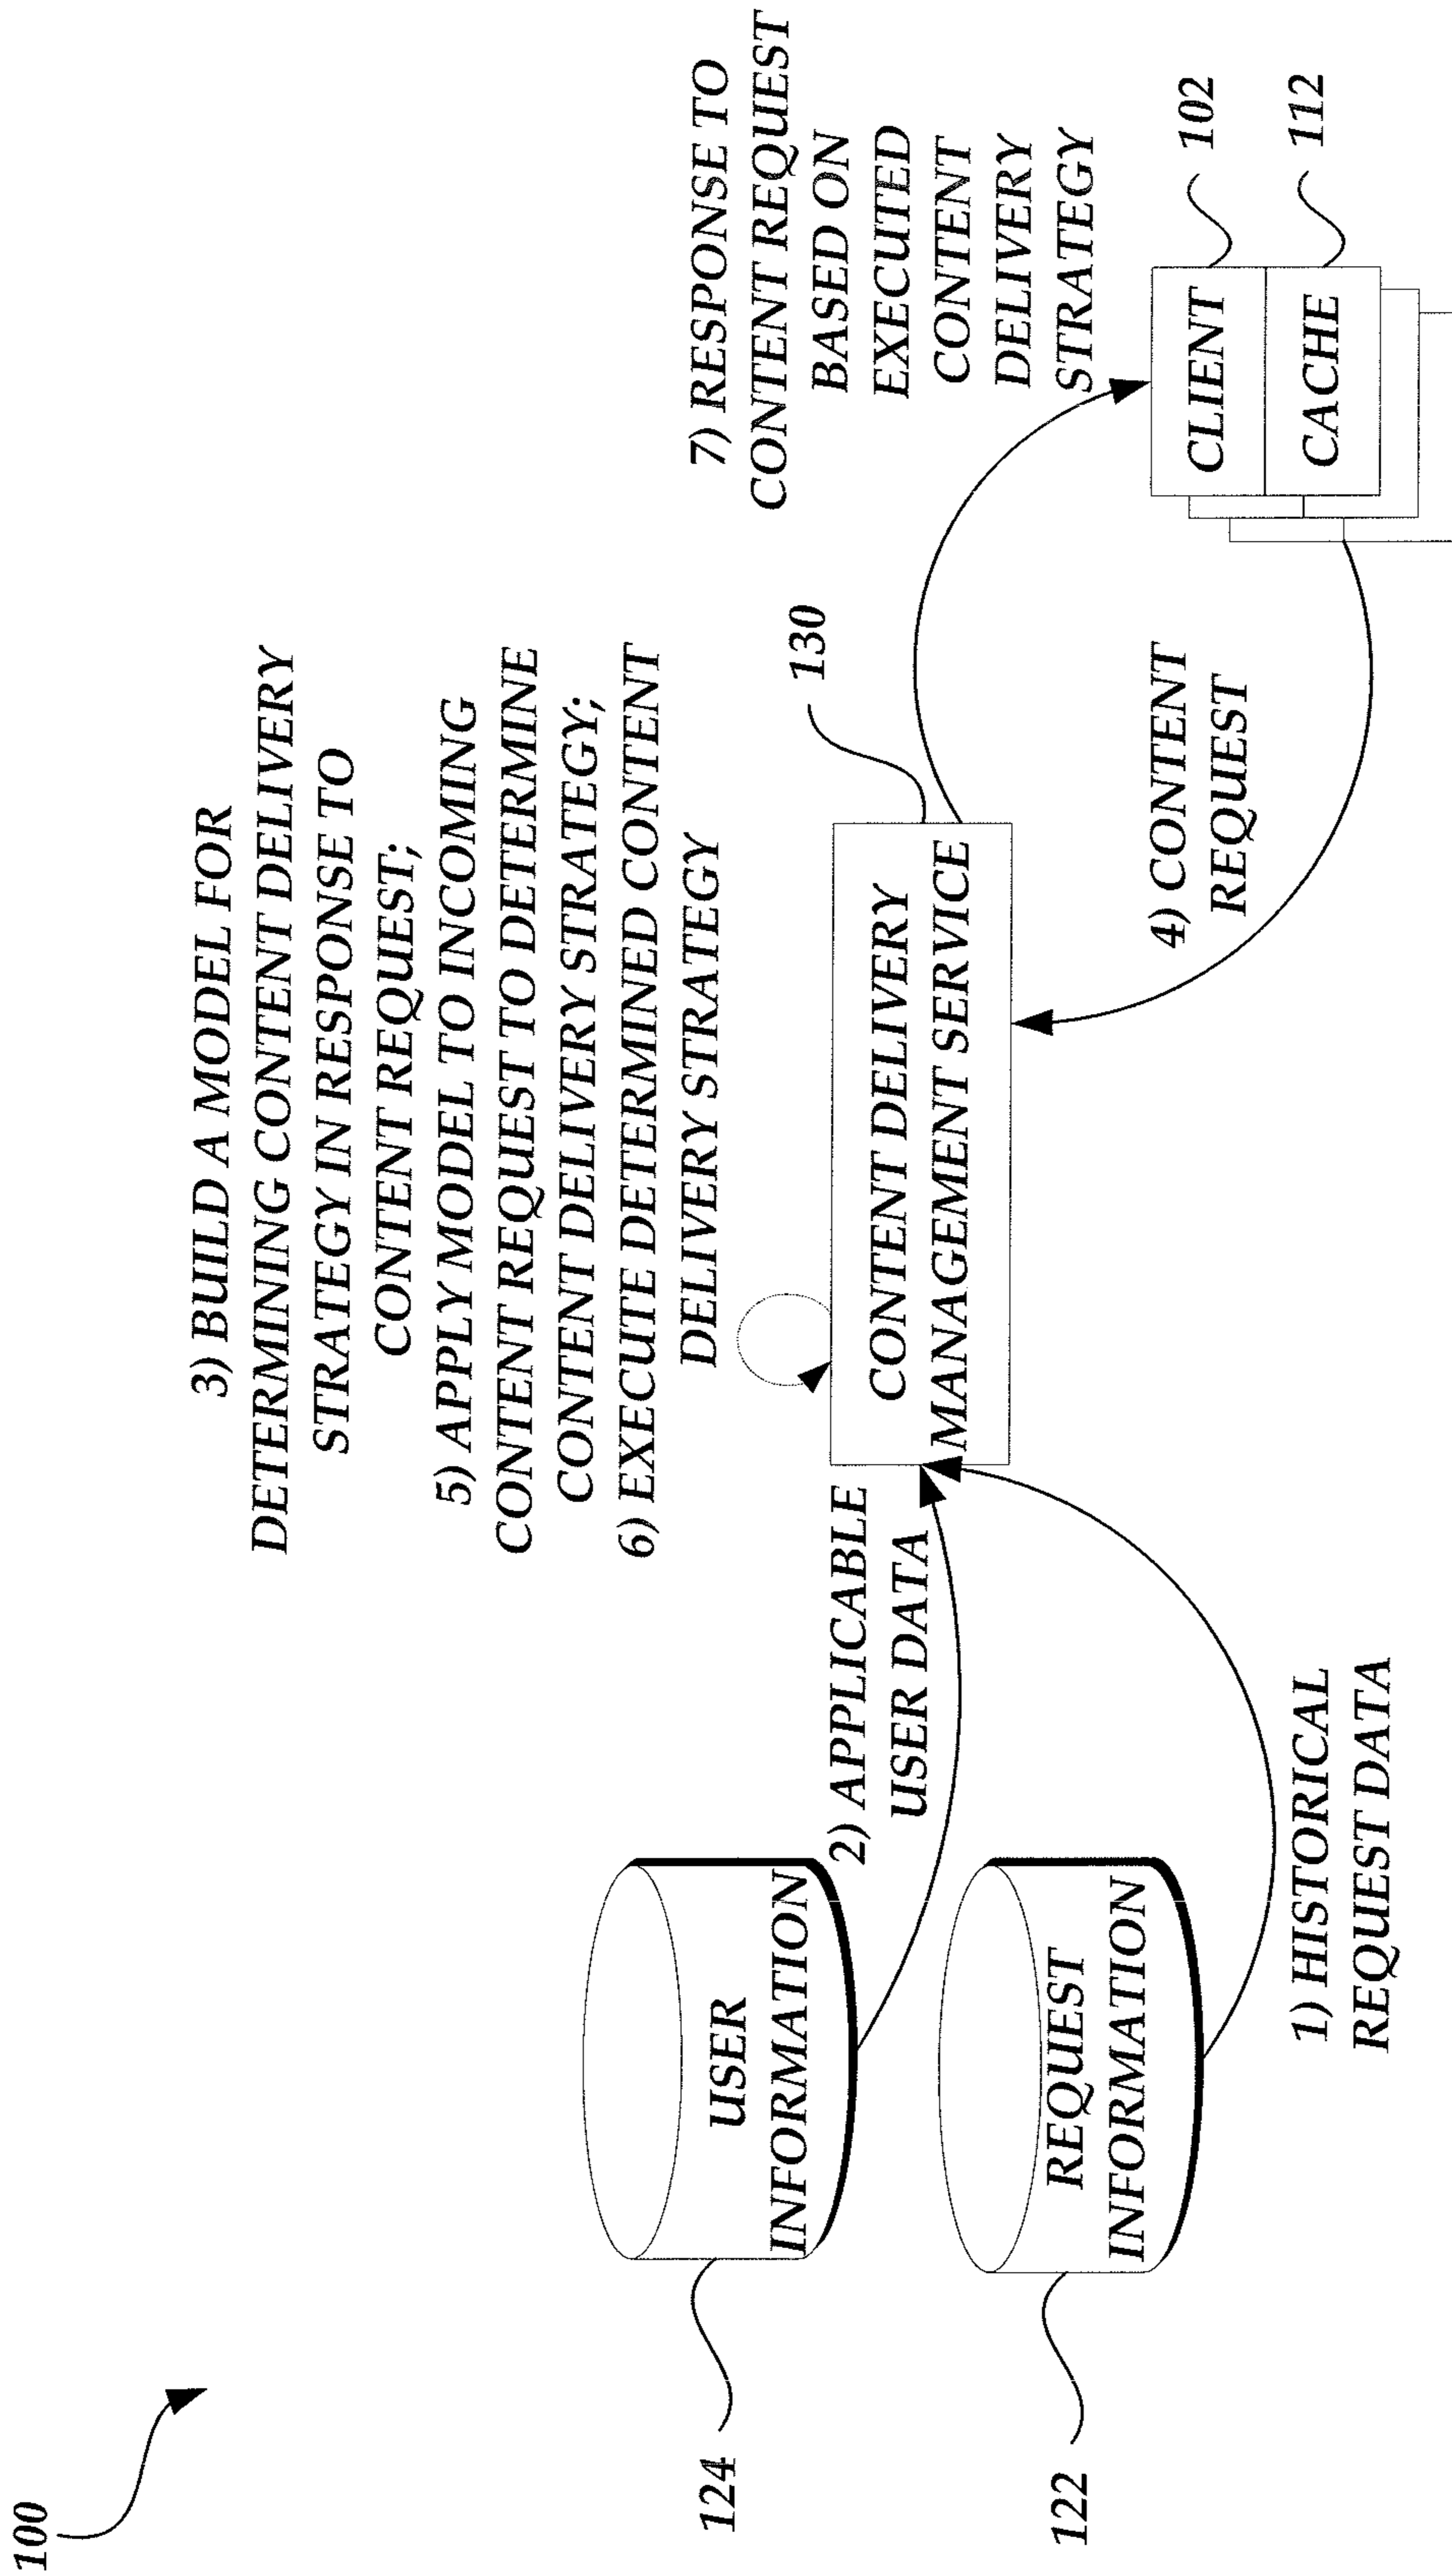 100
3) BUILD A MODEL FOR
DETERMINING CONTENT DELIVERY
STRATEGY IN RESPONSE TO
CONTENT REQUEST;
5) APPLY MODEL TO INCOMING
CONTENT REQUEST TO DETERMINE
CONTENT DELIVERY STRATEGY;
6) EXECUTE DETERMINED CONTENT
DELIVERY STRATEGY
124
USER
INFORMATION
2) APPLICABLE
USER DATA
130
CONTENT DELIVERY
MANAGEMENT SERVICE
7) RESPONSE TO
CONTENT REQUEST
BASED ON
EXECUTED
CONTENT
DELIVERY
STRATEGY
122
REQUEST
INFORMATION
1) HISTORICAL
REQUEST DATA
4) CONTENT
REQUEST
CLIENT
102
CACHE
112